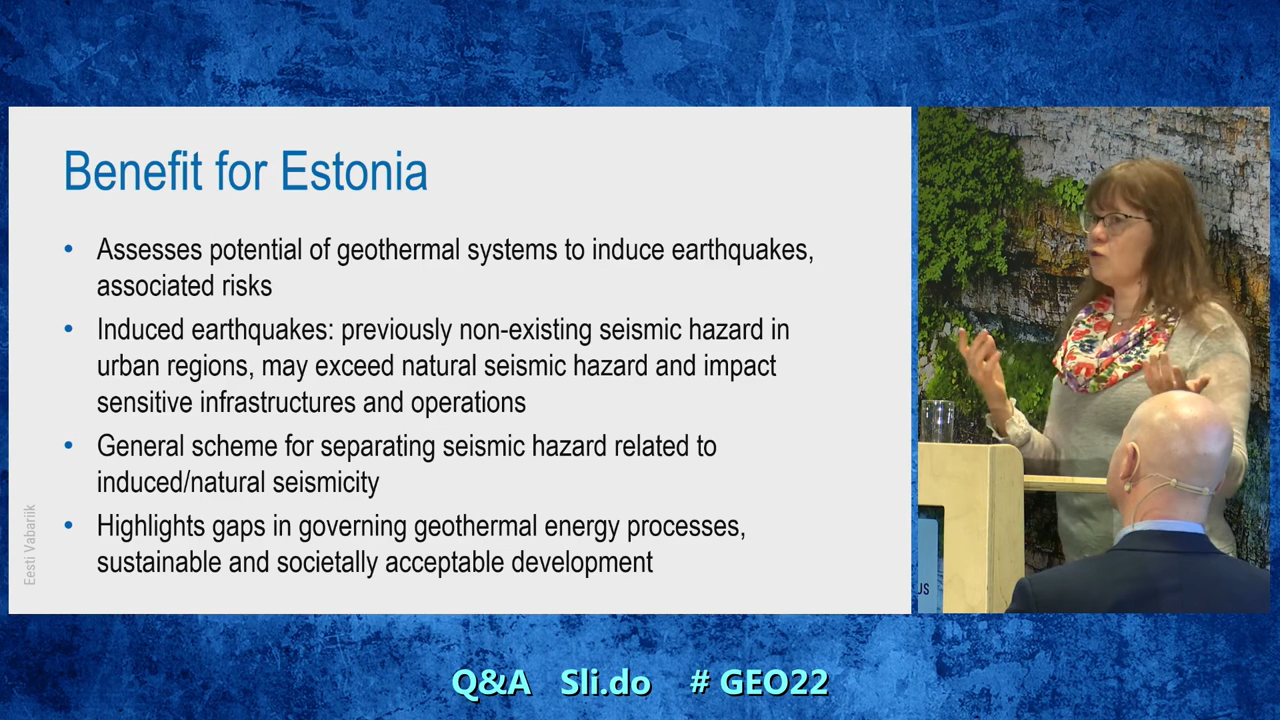 Benefit for Estonia
• Assesses potential of geothermal systems to induce earthquakes,
associated risks
• Induced earthquakes: previously non-existing seismic hazard in
urban regions, may exceed natural seismic hazard and impact
sensitive infrastructures and operations
• General scheme for separating seismic hazard related to
induced/natural seismicity
• Highlights gaps in governing geothermal energy processes,
sustainable and societally acceptable development
Eesti Vabariik
US
Q&A Sli.do # GEO22